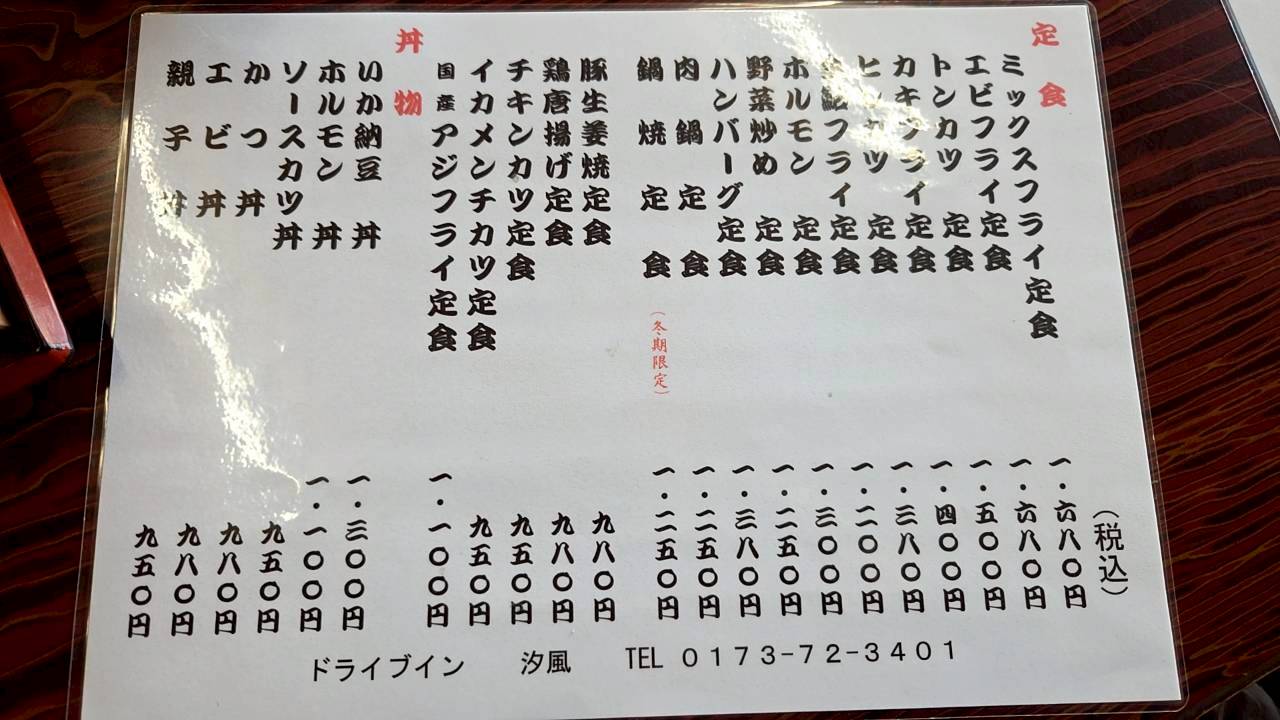 定食
(税込)
ミックスフライ定食 一・六八〇円
エビフライ定食 一・六八〇円
トンカツ定食 一・五〇〇円
カキフライ定食 一・四〇〇円
ヒレカツ定食 一・三八〇円
フライ定食 一・二〇〇円
ホルモン定食 一・三〇〇円
野菜炒め定食 一・二五〇円
ハンバーグ定食 一・三八〇円
肉鍋定食 一・二五〇円
鍋焼定食 (冬期限定) 一・二五〇円
豚生姜焼定食 九八〇円
鶏唐揚げ定食 九八〇円
チキンカツ定食 九五〇円
イカメンチカツ定食 九五〇円
国産アジフライ定食 一・一〇〇円
丼物
いか納豆丼 一・三〇〇円
ホルモン丼 一・一〇〇円
ソースカツ丼 九五〇円
かつ丼 九八〇円
エビ丼 九八〇円
親子丼 九五〇円
ドライブイン 汐風 TEL 0173-72-3401